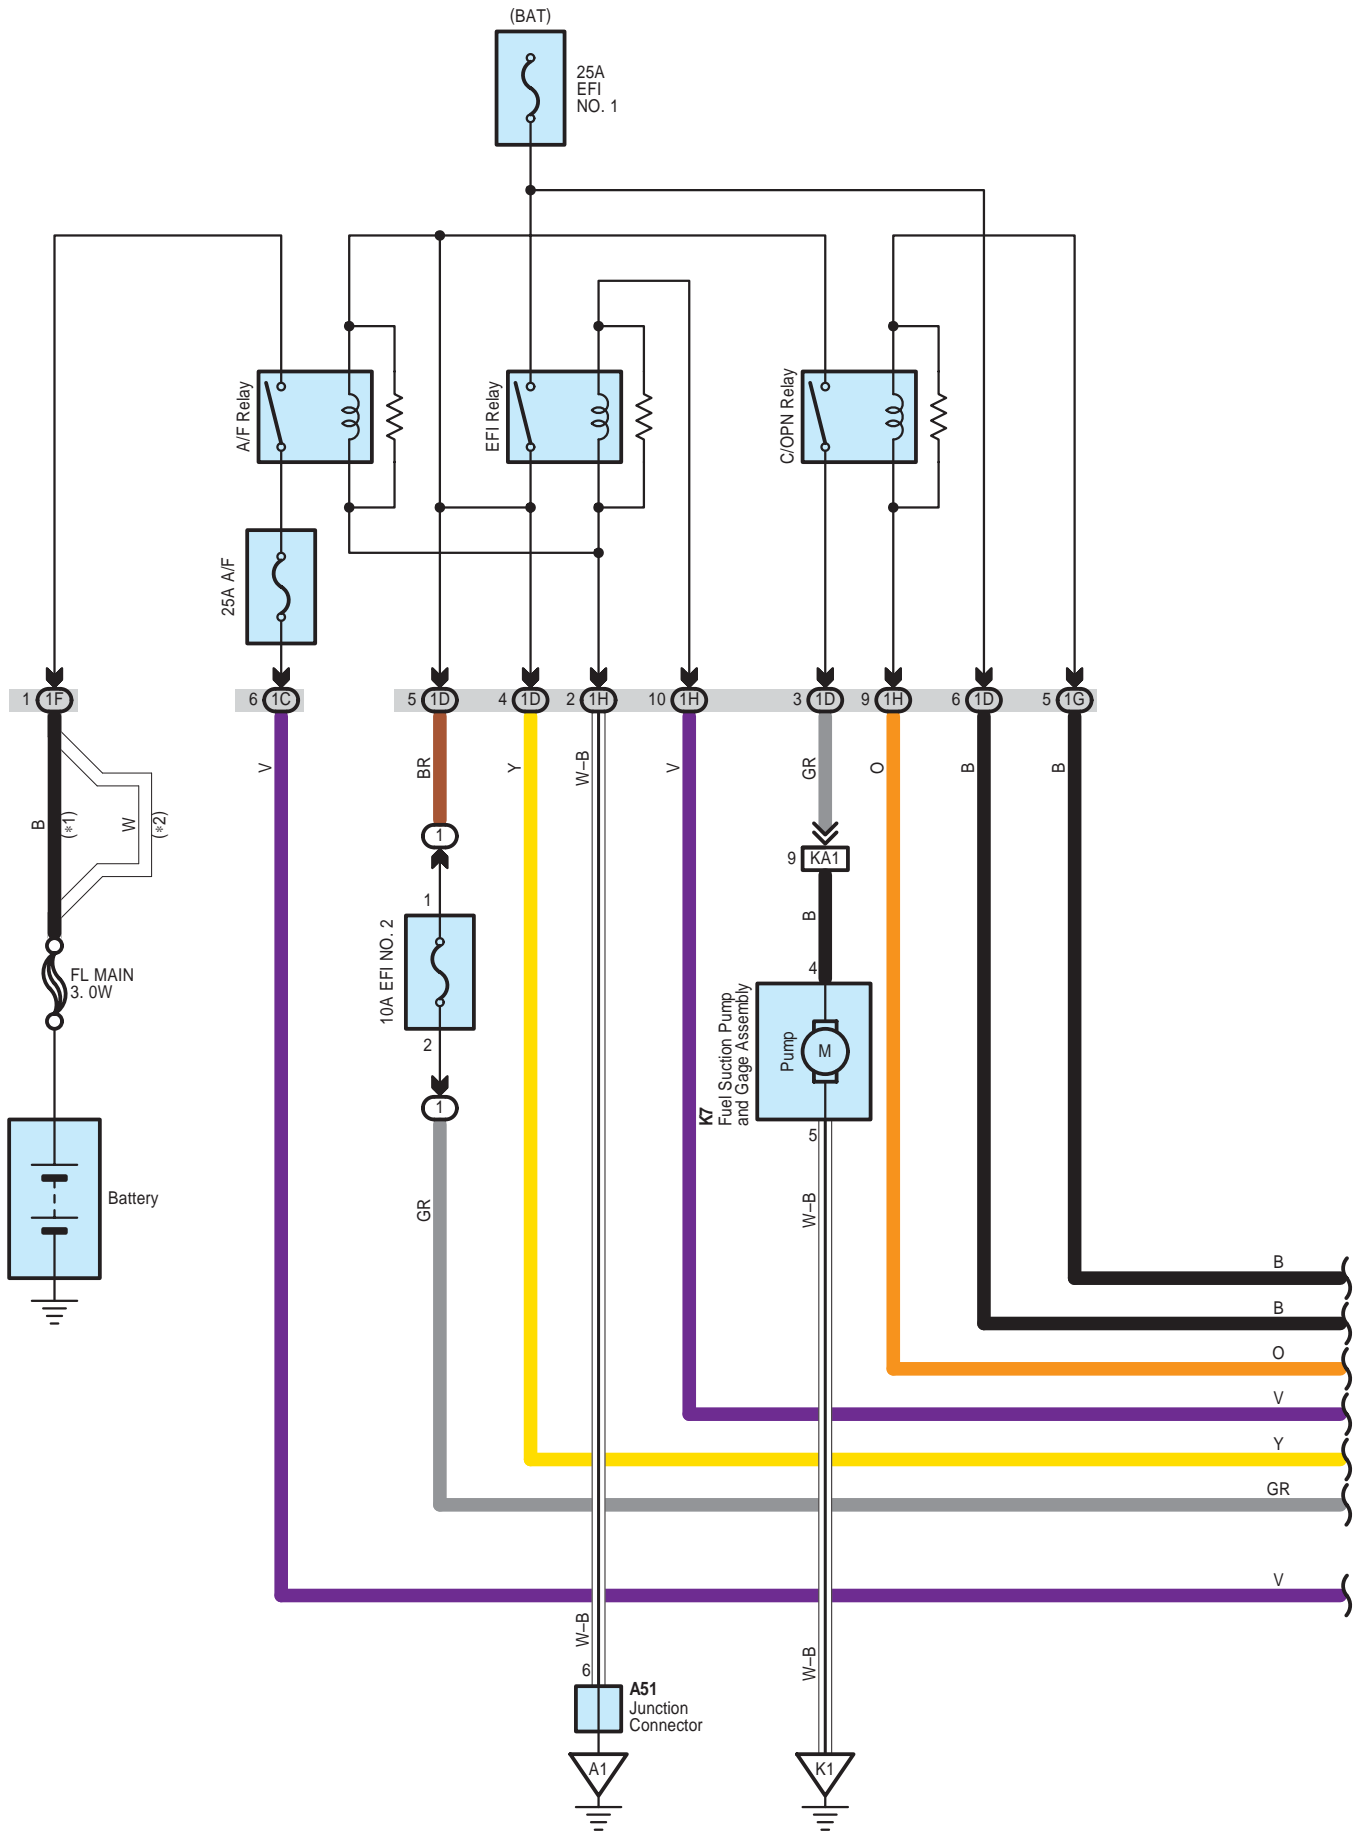 (BAT)
25A
EFI
NO. 1
A/F Relay
EFI Relay
C/OPN Relay
25A A/F
1 1F
6 1C
5 1D
4 1D
2 1H
10 1H
3 1D
9 1H
6 1D
5 1G
V
BR
Y
W–B
V
GR
O
B
B
B
(*1)
W
(*2)
1
9 KA1
1
B
10A EFI NO. 2
FL MAIN
3. 0W
4
2
K7
Fuel Suction Pump
and Gage Assembly
Pump
M
1
5
Battery
GR
W–B
B
B
O
V
Y
GR
V
W–B
W–B
6
A51
Junction
Connector
A1
K1